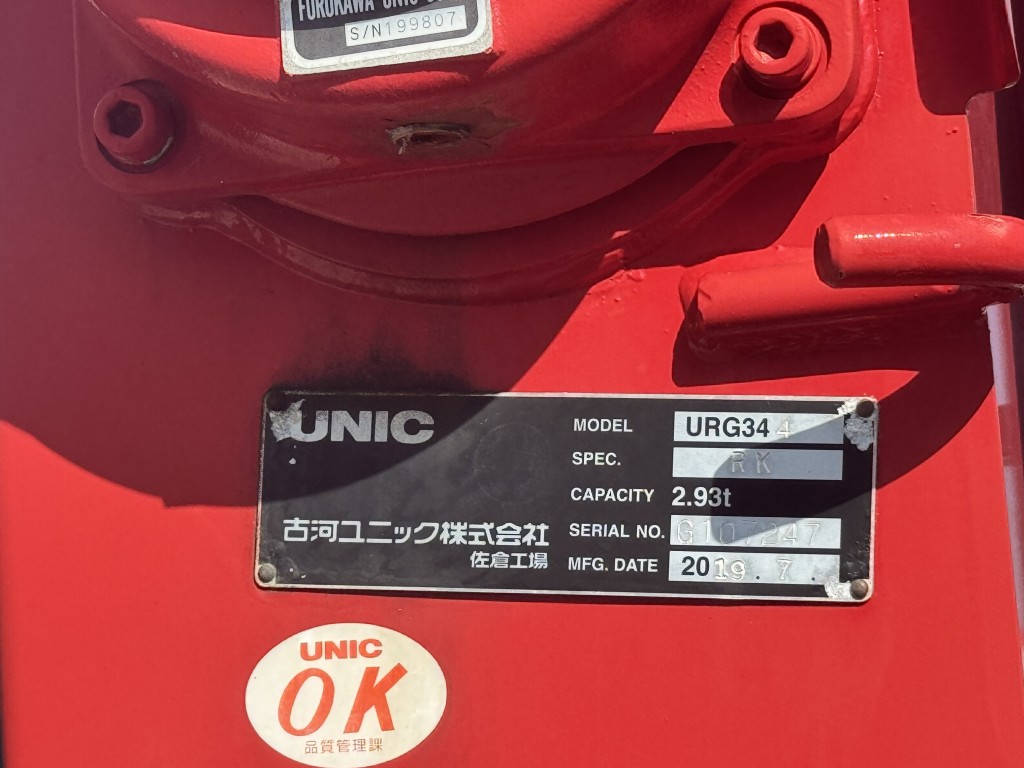 FURUKAWA UNIC
S/N199807
UNIC
MODEL URG344
SPEC. RK
CAPACITY 2.93t
古河ユニック株式会社
SERIAL NO. G107247
佐倉工場
MFG. DATE 2019.7.
UNIC
OK
品質管理課